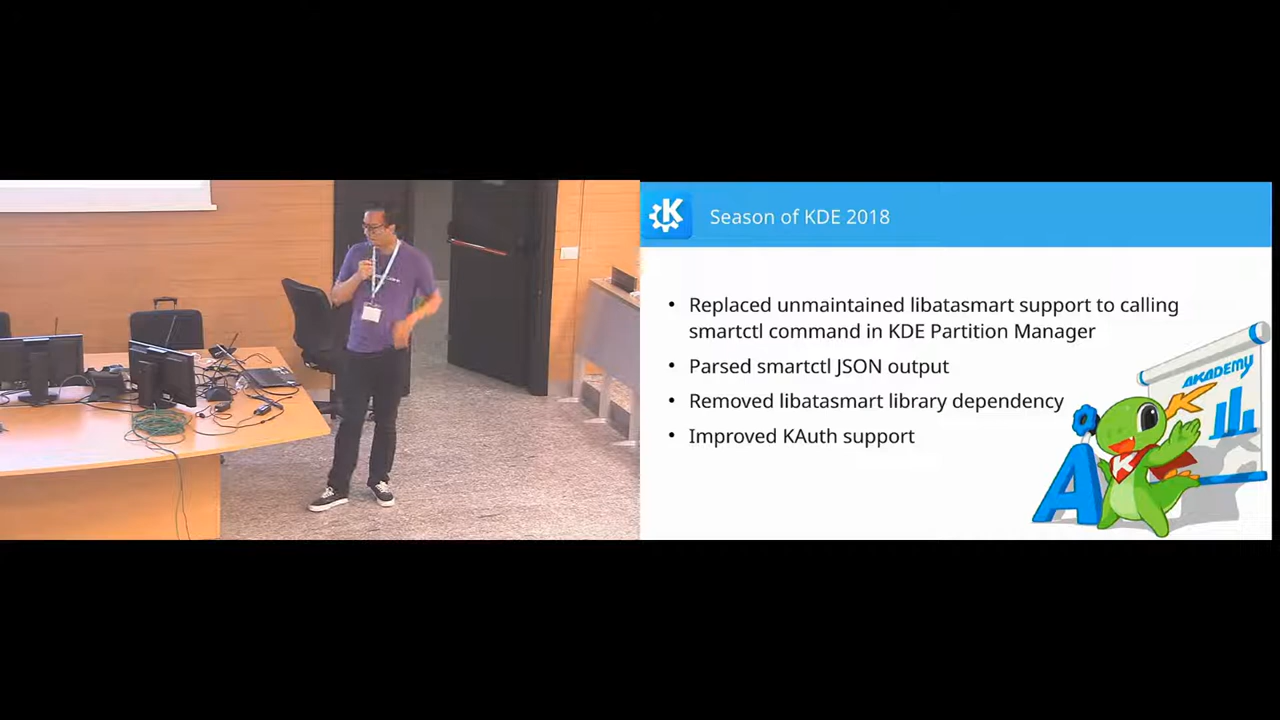 Season of KDE 2018
• Replaced unmaintained libatasmart support to calling
smartctl command in KDE Partition Manager
• Parsed smartctl JSON output
• Removed libatasmart library dependency
• Improved KAuth support
AKADEMY
K
A
K